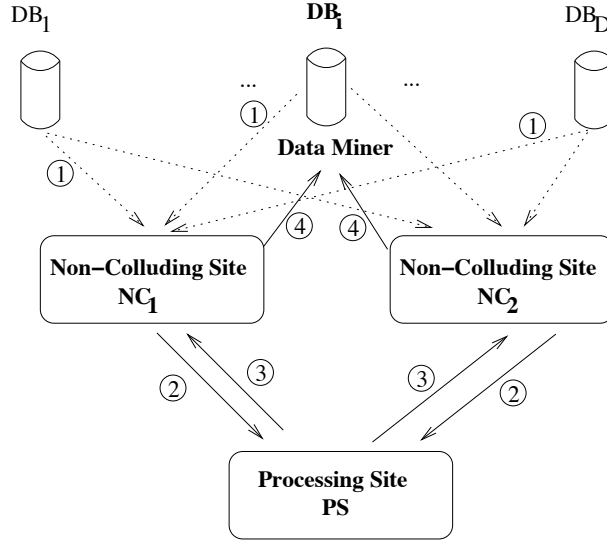 DB1 DBi DBD
... ...
① ① ①
Data Miner
④ ④
Non−Colluding Site
NC1
Non−Colluding Site
NC2
② ③ ③ ②
Processing Site
PS